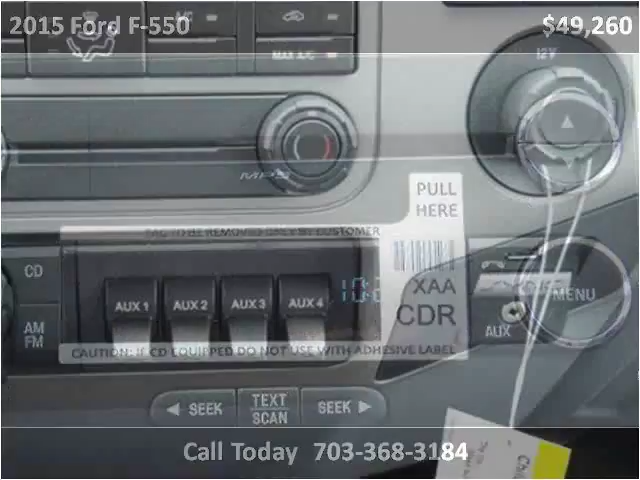 2015 Ford F-550
$49,260
A/C
MAX A/C
12V
MP3
PULL
HERE
TAG TO BE REMOVED ONLY BY CUSTOMER
CD
AUX 1
AUX 2
AUX 3
AUX 4
XAA
CDR
MENU
AM
FM
AUX
CAUTION: IF CD EQUIPPED DO NOT USE WITH ADHESIVE LABEL
SEEK
TEXT
SCAN
SEEK
Call Today 703-368-3184